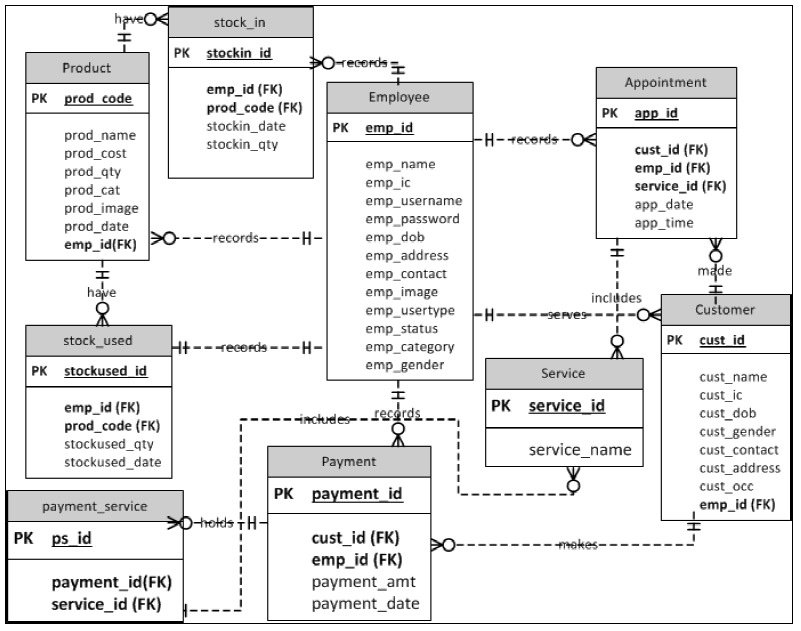 have
stock_in
PK stockin_id
emp_id (FK)
prod_code (FK)
stockin_date
stockin_qty
records
Product
PK prod_code
prod_name
prod_cost
prod_qty
prod_cat
prod_image
prod_date
emp_id(FK)
Employee
PK emp_id
emp_name
emp_ic
emp_username
emp_password
emp_dob
emp_address
emp_contact
emp_image
emp_usertype
emp_status
emp_category
emp_gender
records
Appointment
PK app_id
cust_id (FK)
emp_id (FK)
service_id (FK)
app_date
app_time
records
have
made
includes
serves
stock_used
PK stockused_id
emp_id (FK)
prod_code (FK)
stockused_qty
stockused_date
records
Customer
PK cust_id
cust_name
cust_ic
cust_dob
cust_gender
cust_contact
cust_address
cust_occ
emp_id (FK)
Service
PK service_id
service_name
records
includes
Payment
PK payment_id
cust_id (FK)
emp_id (FK)
payment_amt
payment_date
payment_service
PK ps_id
payment_id(FK)
service_id (FK)
holds
makes